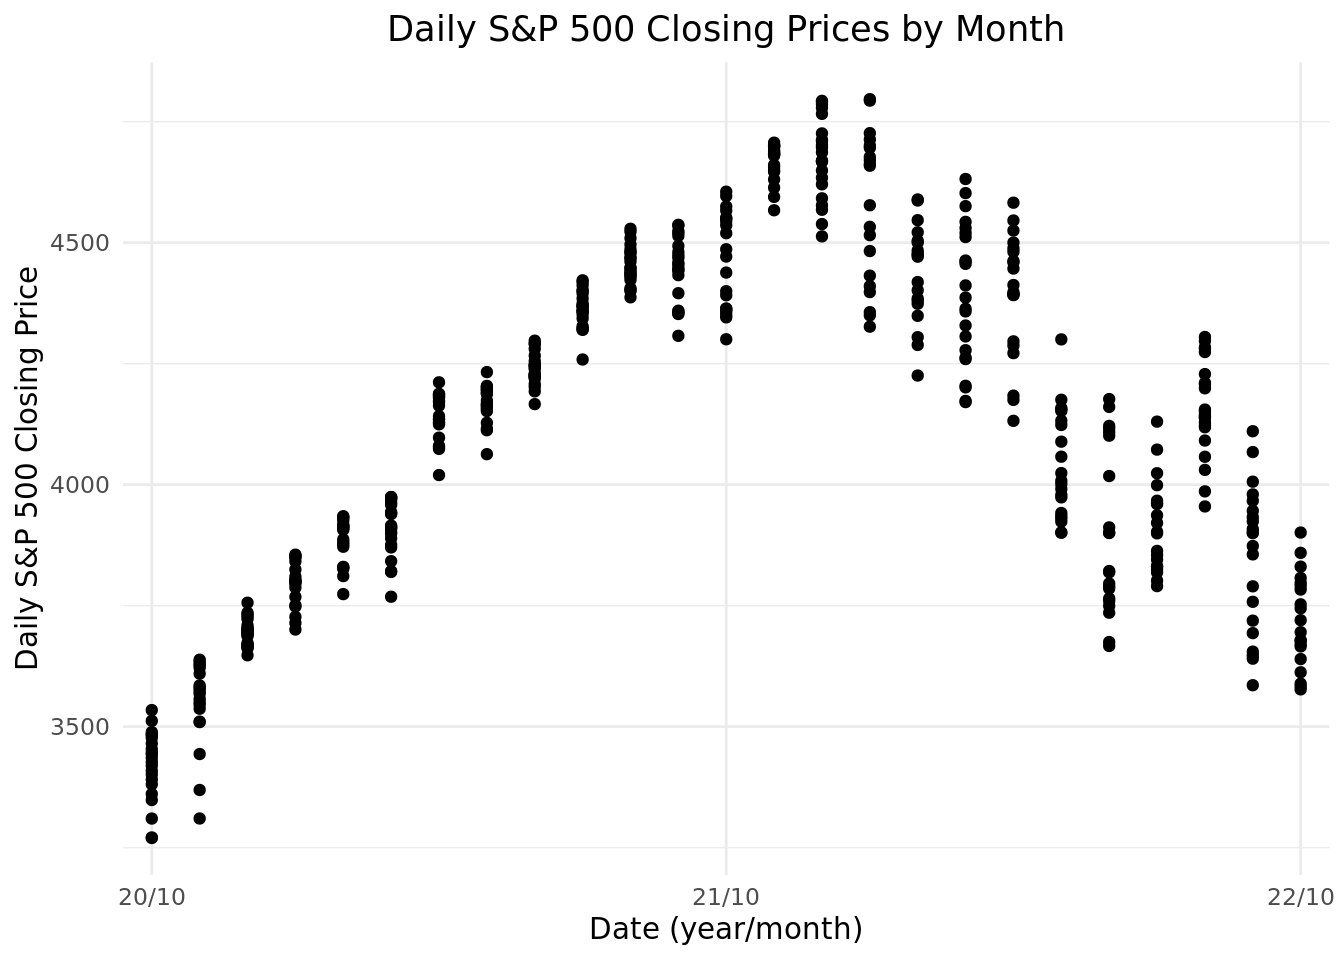 Daily S&P 500 Closing Prices by Month
Daily S&P 500 Closing Price
4500
4000
3500
20/10
21/10
22/10
Date (year/month)